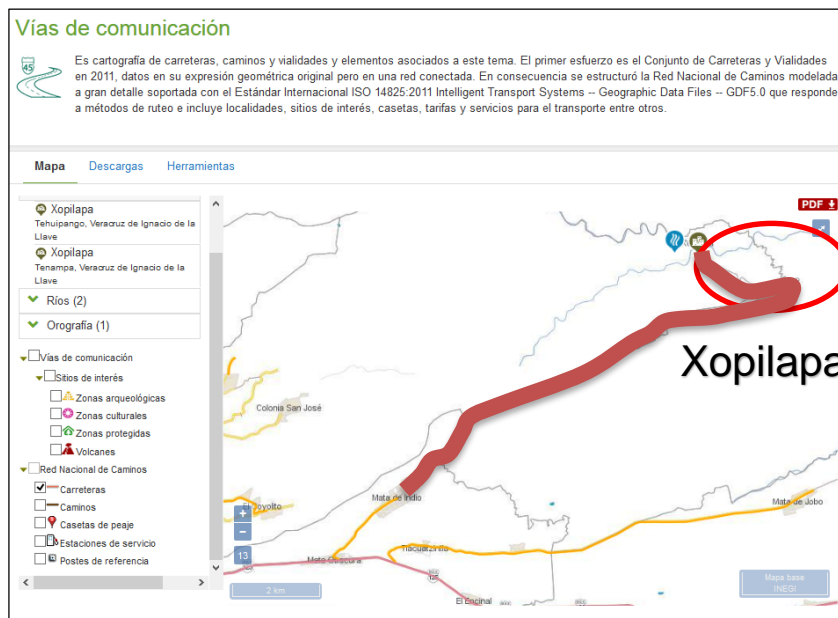 Vías de comunicación
45
Es cartografía de carreteras, caminos y vialidades y elementos asociados a este tema. El primer esfuerzo es el Conjunto de Carreteras y Vialidades
en 2011, datos en su expresión geométrica original pero en una red conectada. En consecuencia se estructuró la Red Nacional de Caminos modelada
a gran detalle soportada con el Estándar Internacional ISO 14825:2011 Intelligent Transport Systems -- Geographic Data Files -- GDF5.0 que responde
a métodos de ruteo e incluye localidades, sitios de interés, casetas, tarifas y servicios para el transporte entre otros.
Mapa Descargas Herramientas
PDF
Xopilapa
Tehuipango, Veracruz de Ignacio de la
Llave
Xopilapa
Tenampa, Veracruz de Ignacio de la
Llave
Ríos (2)
Orografía (1)
Vías de comunicación
Sitios de interés
Zonas arqueológicas
Zonas culturales
Zonas protegidas
Volcanes
Red Nacional de Caminos
Carreteras
Caminos
Casetas de peaje
Estaciones de servicio
Postes de referencia
Xopilapa
Colonia San José
Mata de Indio
Mata de Jobo
El Joyolito
+
−
13
Mata Obscura
El Encinal
2 km
Mapa base
INEGI